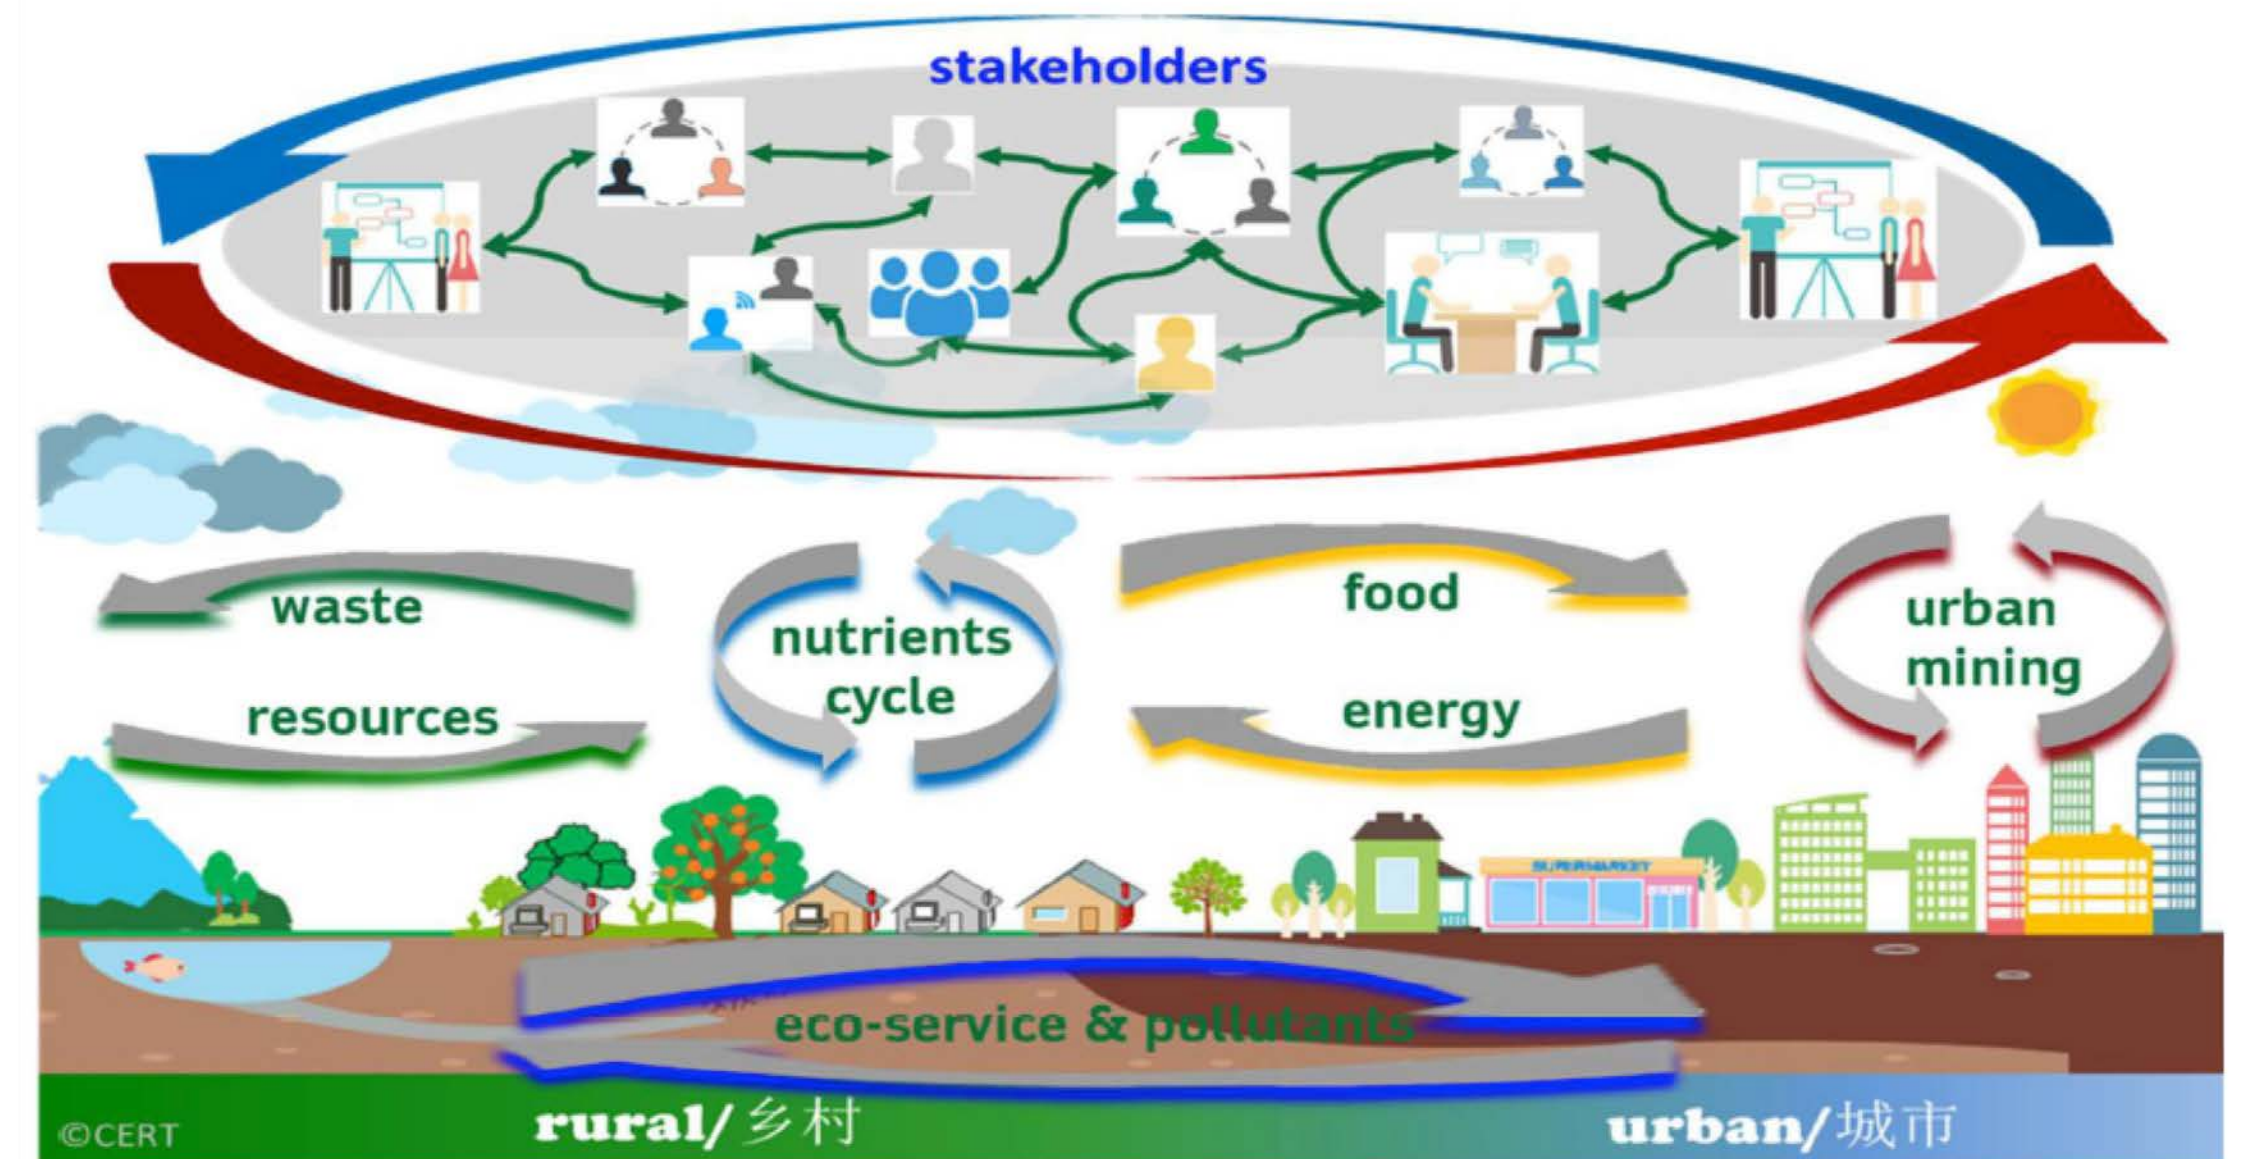 stakeholders
waste
resources
nutrients
cycle
food
energy
urban
mining
SUPERMARKET
eco-service & pollutants
©CERT
rural/乡村
urban/城市